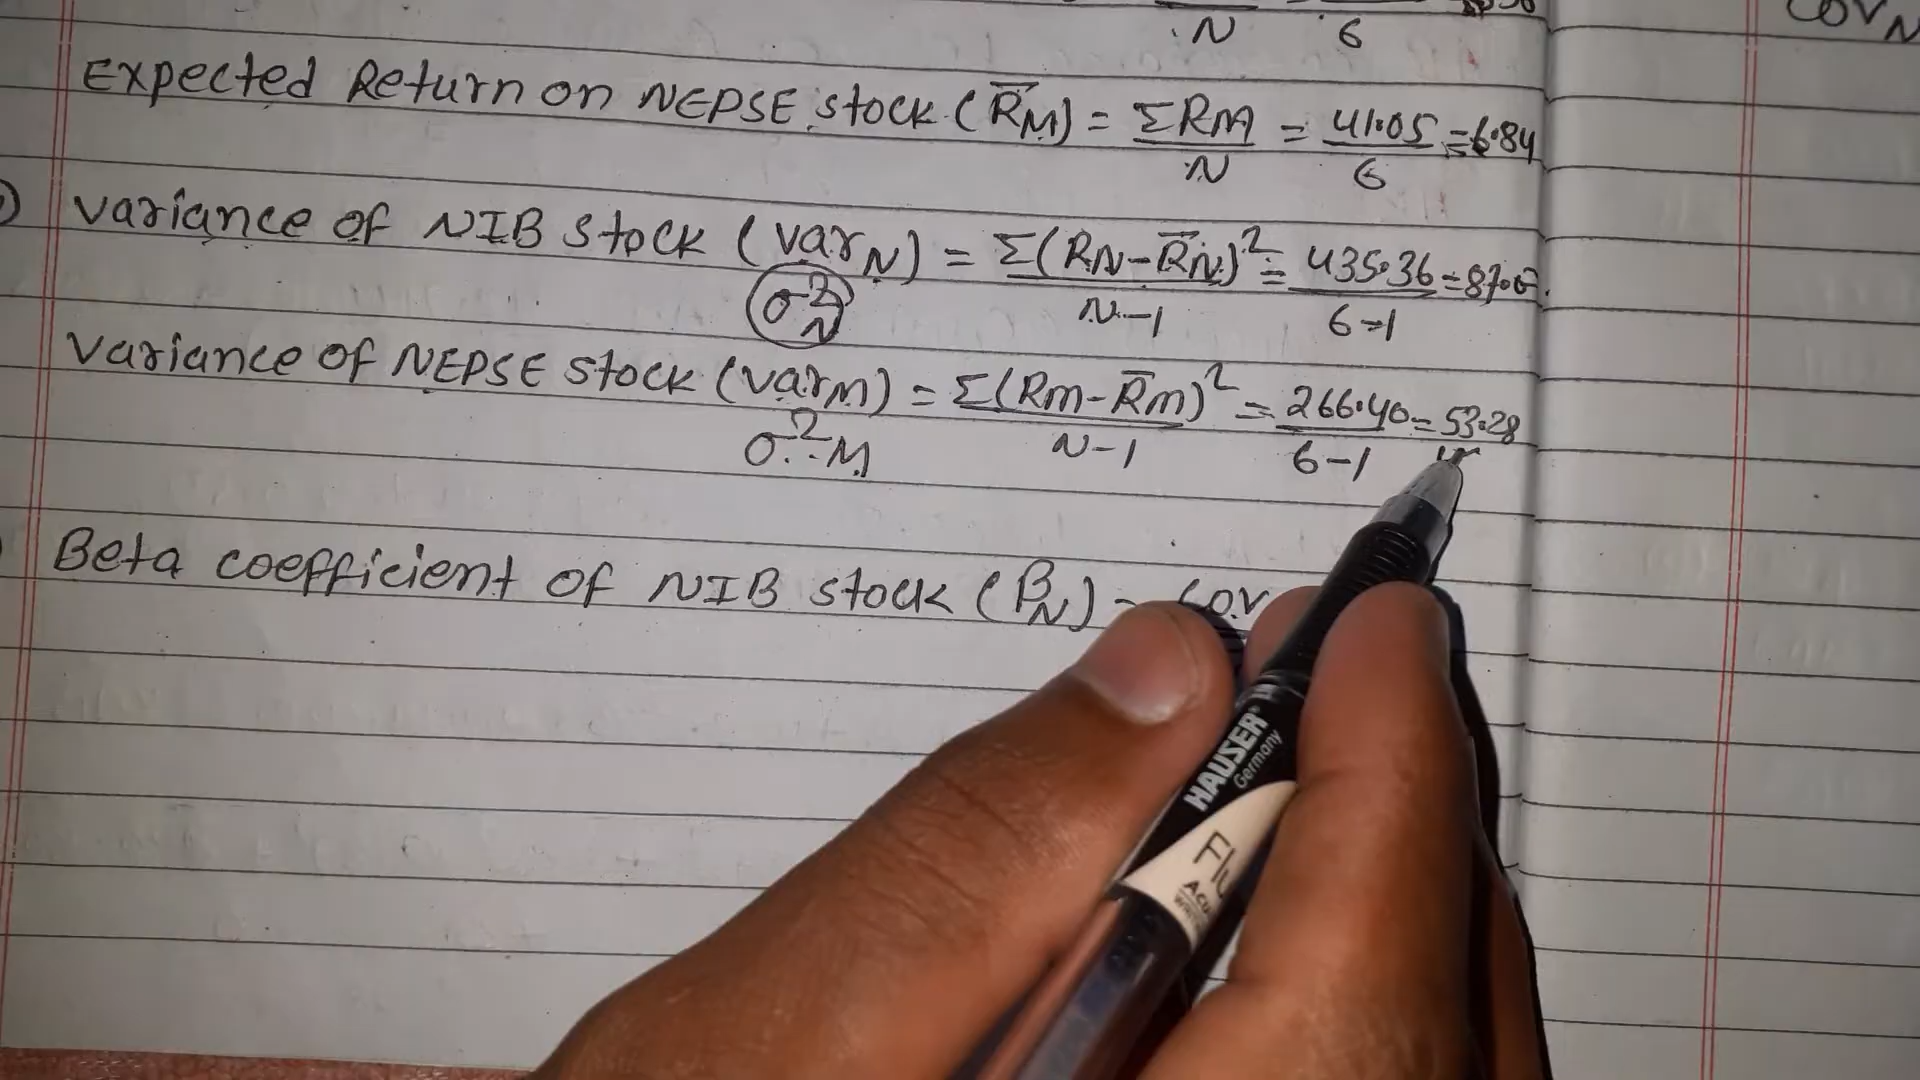 N 6
COV N
Expected Return on NEPSE stock (R̅M) = ΣRM = 41.05 = 6.84
N 6
) Variance of NIB stock (varN) = Σ(RN-R̅N)² = 435.36 = 87.0
σ²N N-1 6-1
Variance of NEPSE stock (varM) = Σ(Rm-R̅m)² = 266.40 = 53.28
σ²M N-1 6-1
Beta coefficient of NIB stock (βN) = COV
HAUSER
Germany